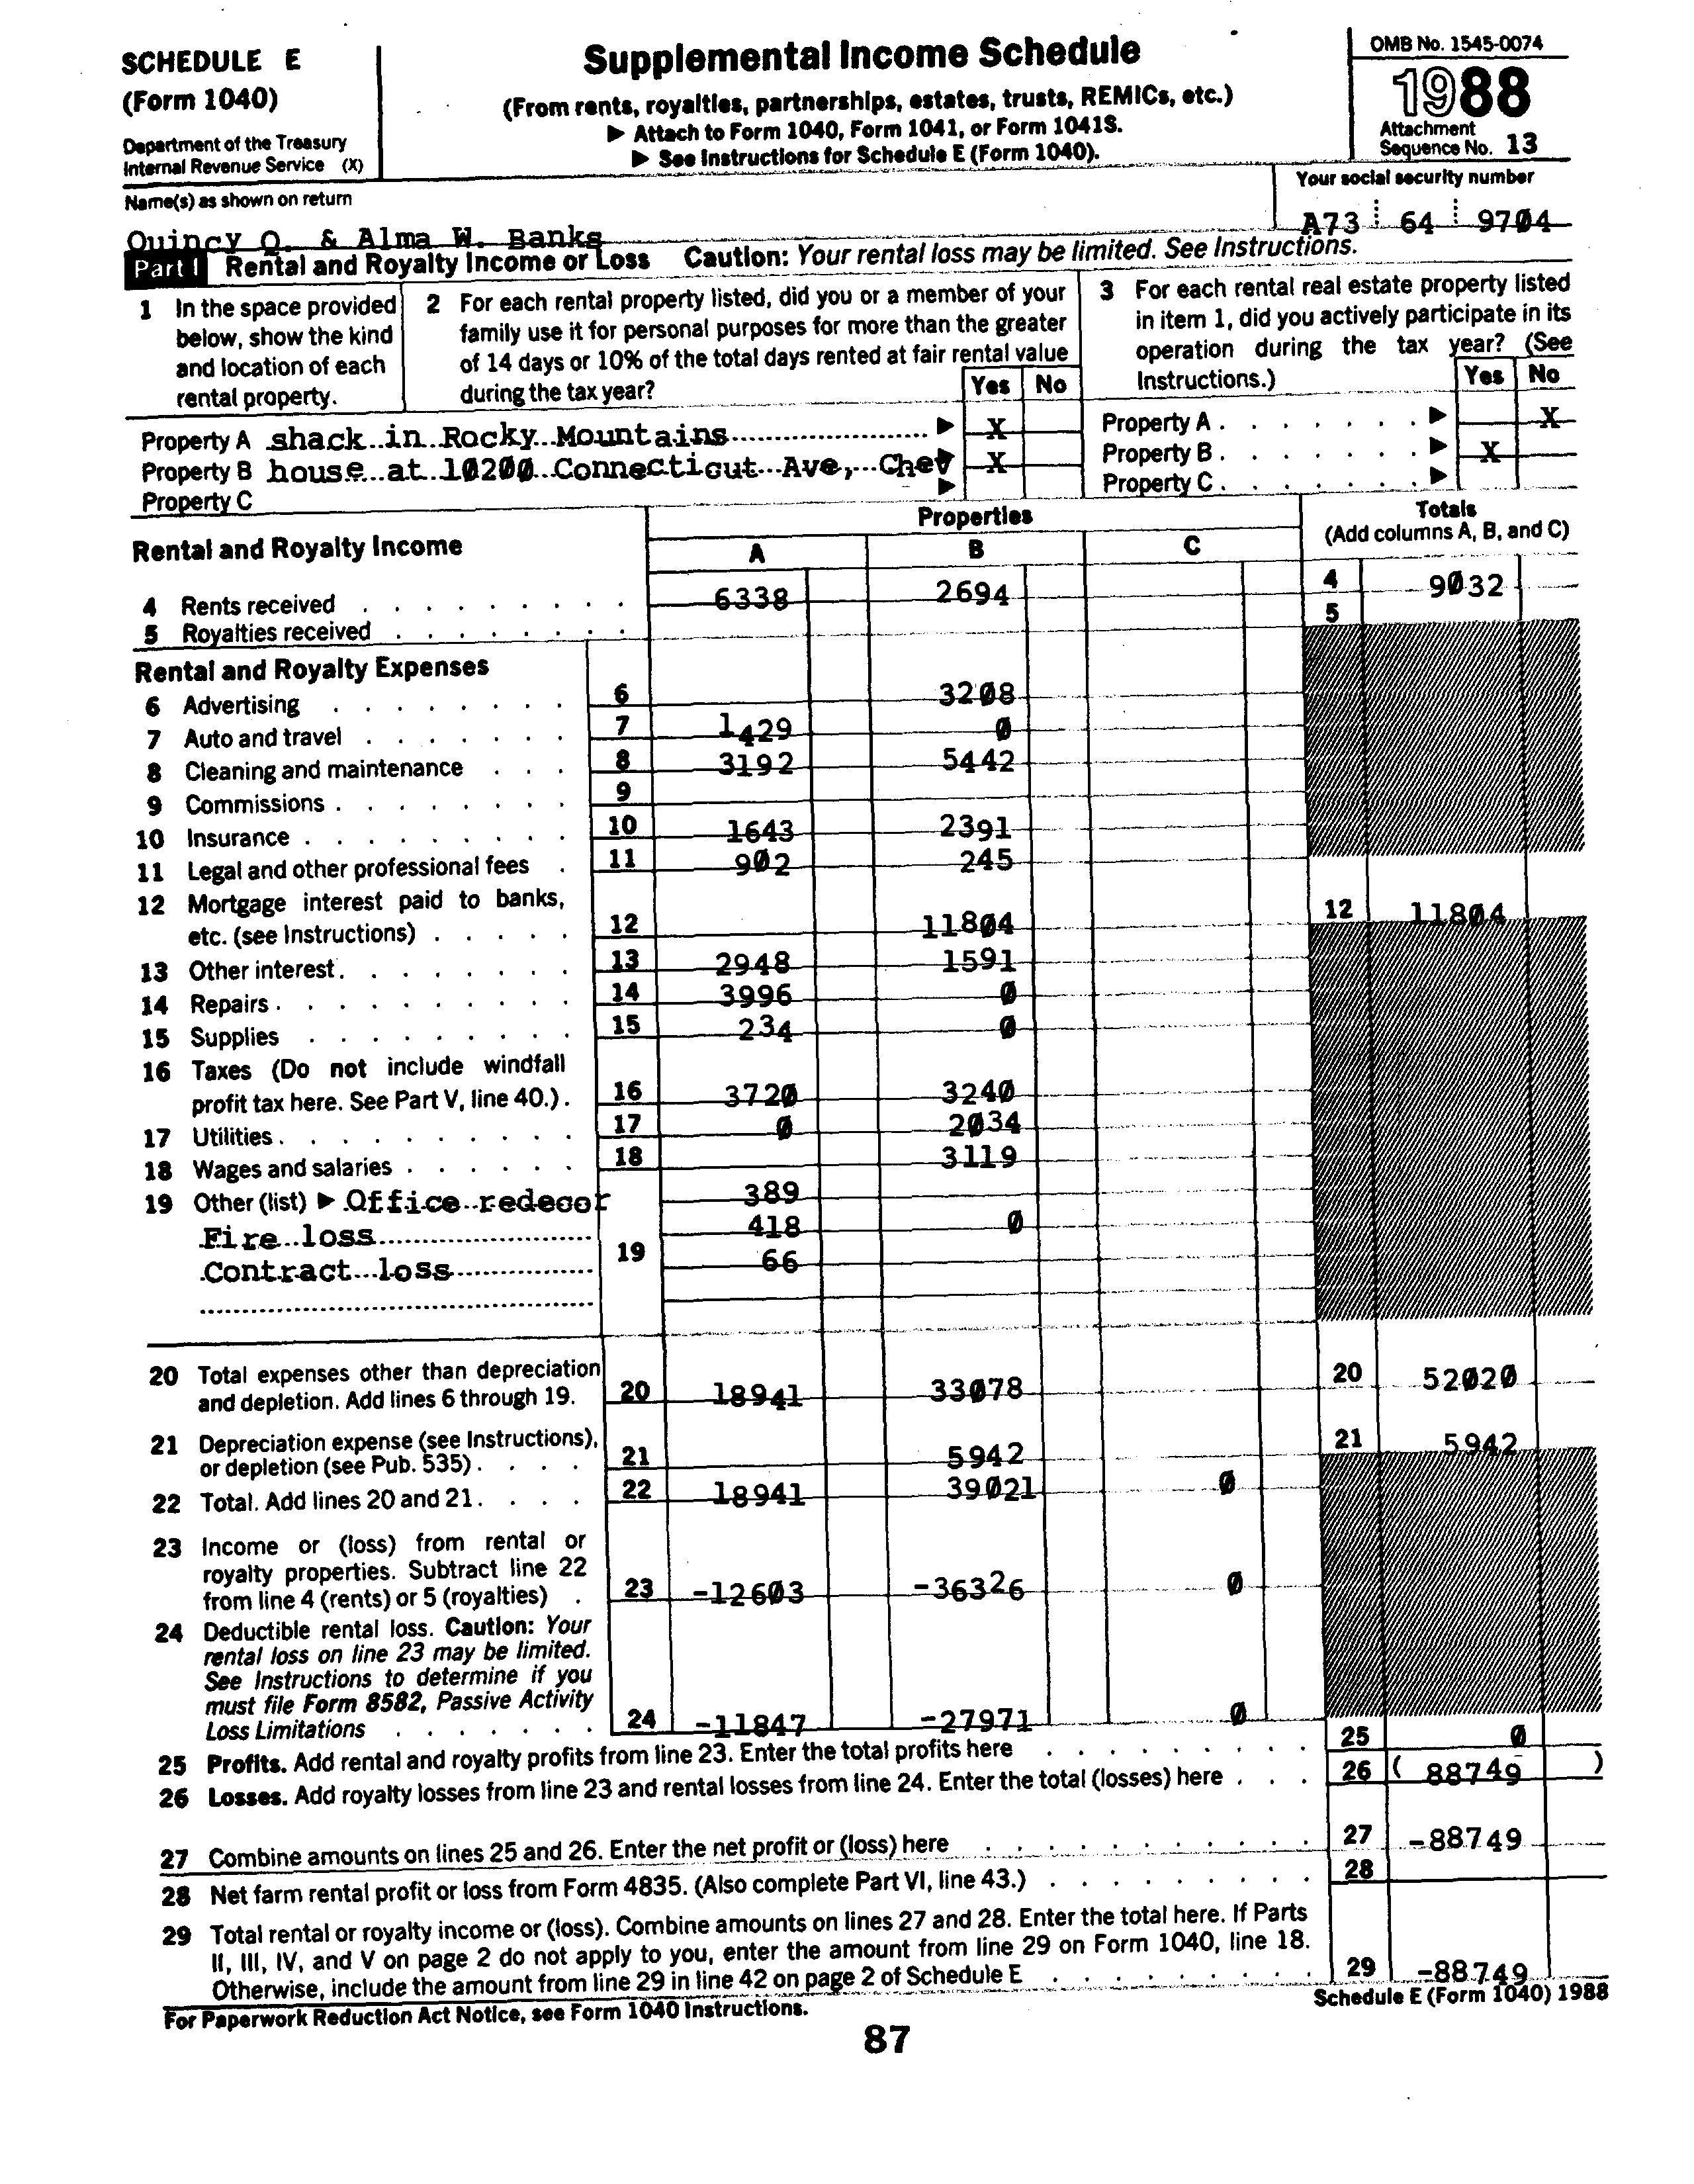 SCHEDULE E
(Form 1040)
Department of the Treasury
Internal Revenue Service (X)
Supplemental Income Schedule
(From rents, royalties, partnerships, estates, trusts, REMICs, etc.)
▶ Attach to Form 1040, Form 1041, or Form 1041S.
▶ See Instructions for Schedule E (Form 1040).
OMB No. 1545-0074
1988
Attachment
Sequence No. 13
Name(s) as shown on return
Quincy Q. & Alma W. Banks
Your social security number
A73 64 9704
Part I Rental and Royalty Income or Loss Caution: Your rental loss may be limited. See Instructions.
1 In the space provided
below, show the kind
and location of each
rental property.
2 For each rental property listed, did you or a member of your
family use it for personal purposes for more than the greater
of 14 days or 10% of the total days rented at fair rental value
during the tax year?
Yes No
3 For each rental real estate property listed
in item 1, did you actively participate in its
operation during the tax year? (See
Instructions.)
Yes No
Property A shack in Rocky Mountains ▶ X Property A ▶ X
Property B house at 10200 Connecticut Ave, Chev ▶ X Property B ▶ X
Property C ▶ Property C ▶
Rental and Royalty Income
Properties
A B C
Totals
(Add columns A, B, and C)
4 Rents received 6338 2694 4 9032
5 Royalties received 5
Rental and Royalty Expenses
6 Advertising 6 3208
7 Auto and travel 7 1429 0
8 Cleaning and maintenance 8 3192 5442
9 Commissions 9
10 Insurance 10 1643 2391
11 Legal and other professional fees 11 902 245
12 Mortgage interest paid to banks,
etc. (see Instructions) 12 11804 12 11804
13 Other interest 13 2948 1591
14 Repairs 14 3996 0
15 Supplies 15 234 0
16 Taxes (Do not include windfall
profit tax here. See Part V, line 40.) 16 3720 3240
17 Utilities 17 0 2034
18 Wages and salaries 18 3119
19 Other (list) ▶ Office redecor 389
Fire loss 418 0
Contract loss 19 66
20 Total expenses other than depreciation
and depletion. Add lines 6 through 19. 20 18941 33078 20 52020
21 Depreciation expense (see Instructions),
or depletion (see Pub. 535) 21 5942 21 5942
22 Total. Add lines 20 and 21 22 18941 39021 0
23 Income or (loss) from rental or
royalty properties. Subtract line 22
from line 4 (rents) or 5 (royalties) 23 -12603 -36326 0
24 Deductible rental loss. Caution: Your
rental loss on line 23 may be limited.
See Instructions to determine if you
must file Form 8582, Passive Activity
Loss Limitations 24 -11847 -27971 0
25 Profits. Add rental and royalty profits from line 23. Enter the total profits here 25 0
26 Losses. Add royalty losses from line 23 and rental losses from line 24. Enter the total (losses) here 26 ( 88749 )
27 Combine amounts on lines 25 and 26. Enter the net profit or (loss) here 27 -88749
28 Net farm rental profit or loss from Form 4835. (Also complete Part VI, line 43.) 28
29 Total rental or royalty income or (loss). Combine amounts on lines 27 and 28. Enter the total here. If Parts
II, III, IV, and V on page 2 do not apply to you, enter the amount from line 29 on Form 1040, line 18.
Otherwise, include the amount from line 29 in line 42 on page 2 of Schedule E 29 -88749
For Paperwork Reduction Act Notice, see Form 1040 Instructions.
Schedule E (Form 1040) 1988
87